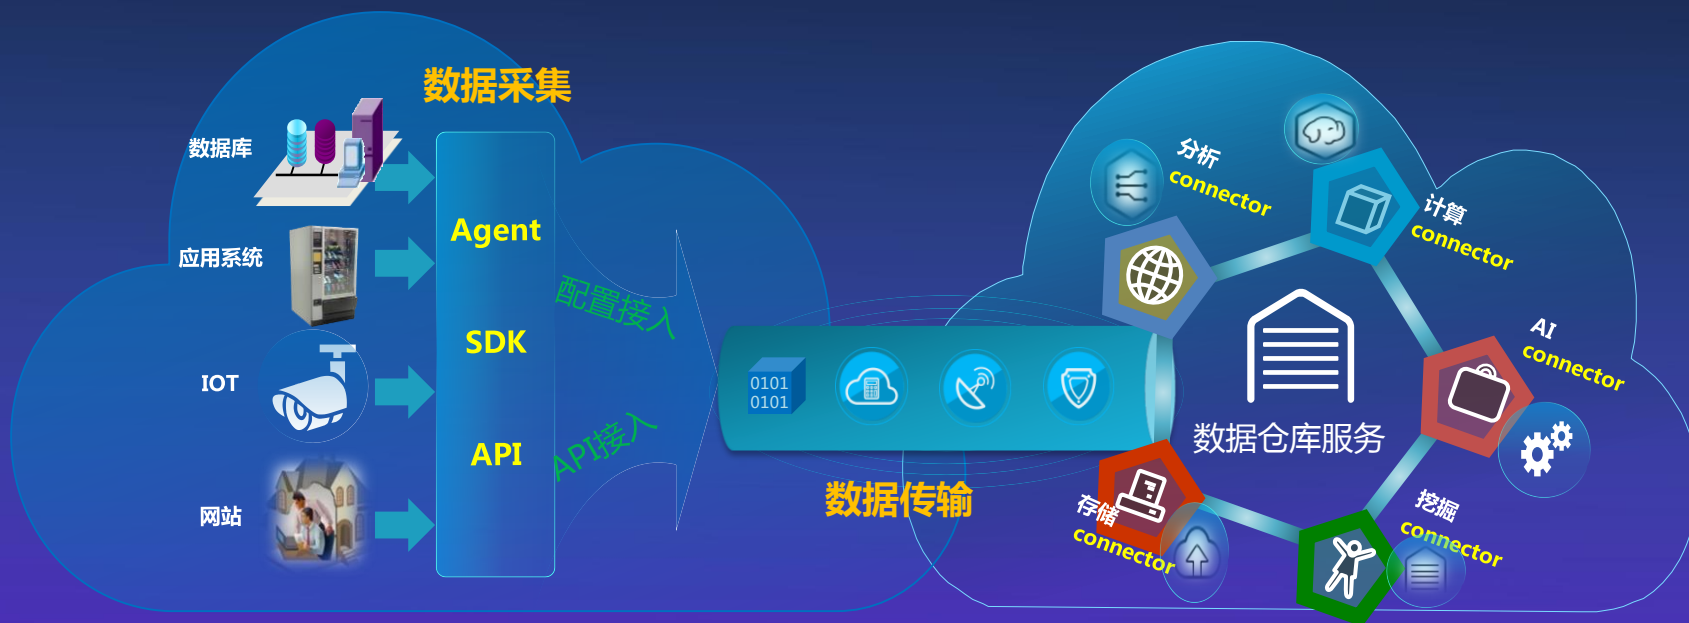 数据采集
数据库
应用系统
IOT
网站
Agent
SDK
API
配置接入
API接入
0101
0101
数据传输
分析
connector
计算
connector
AI
connector
挖掘
connector
存储
connector
数据仓库服务